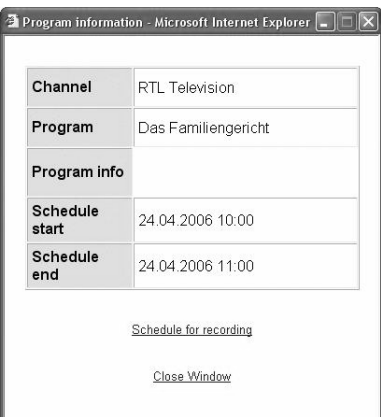 Program information - Microsoft Internet Explorer
Channel
RTL Television
Program
Das Familiengericht
Program info
Schedule
start
24.04.2006 10:00
Schedule
end
24.04.2006 11:00
Schedule for recording
Close Window